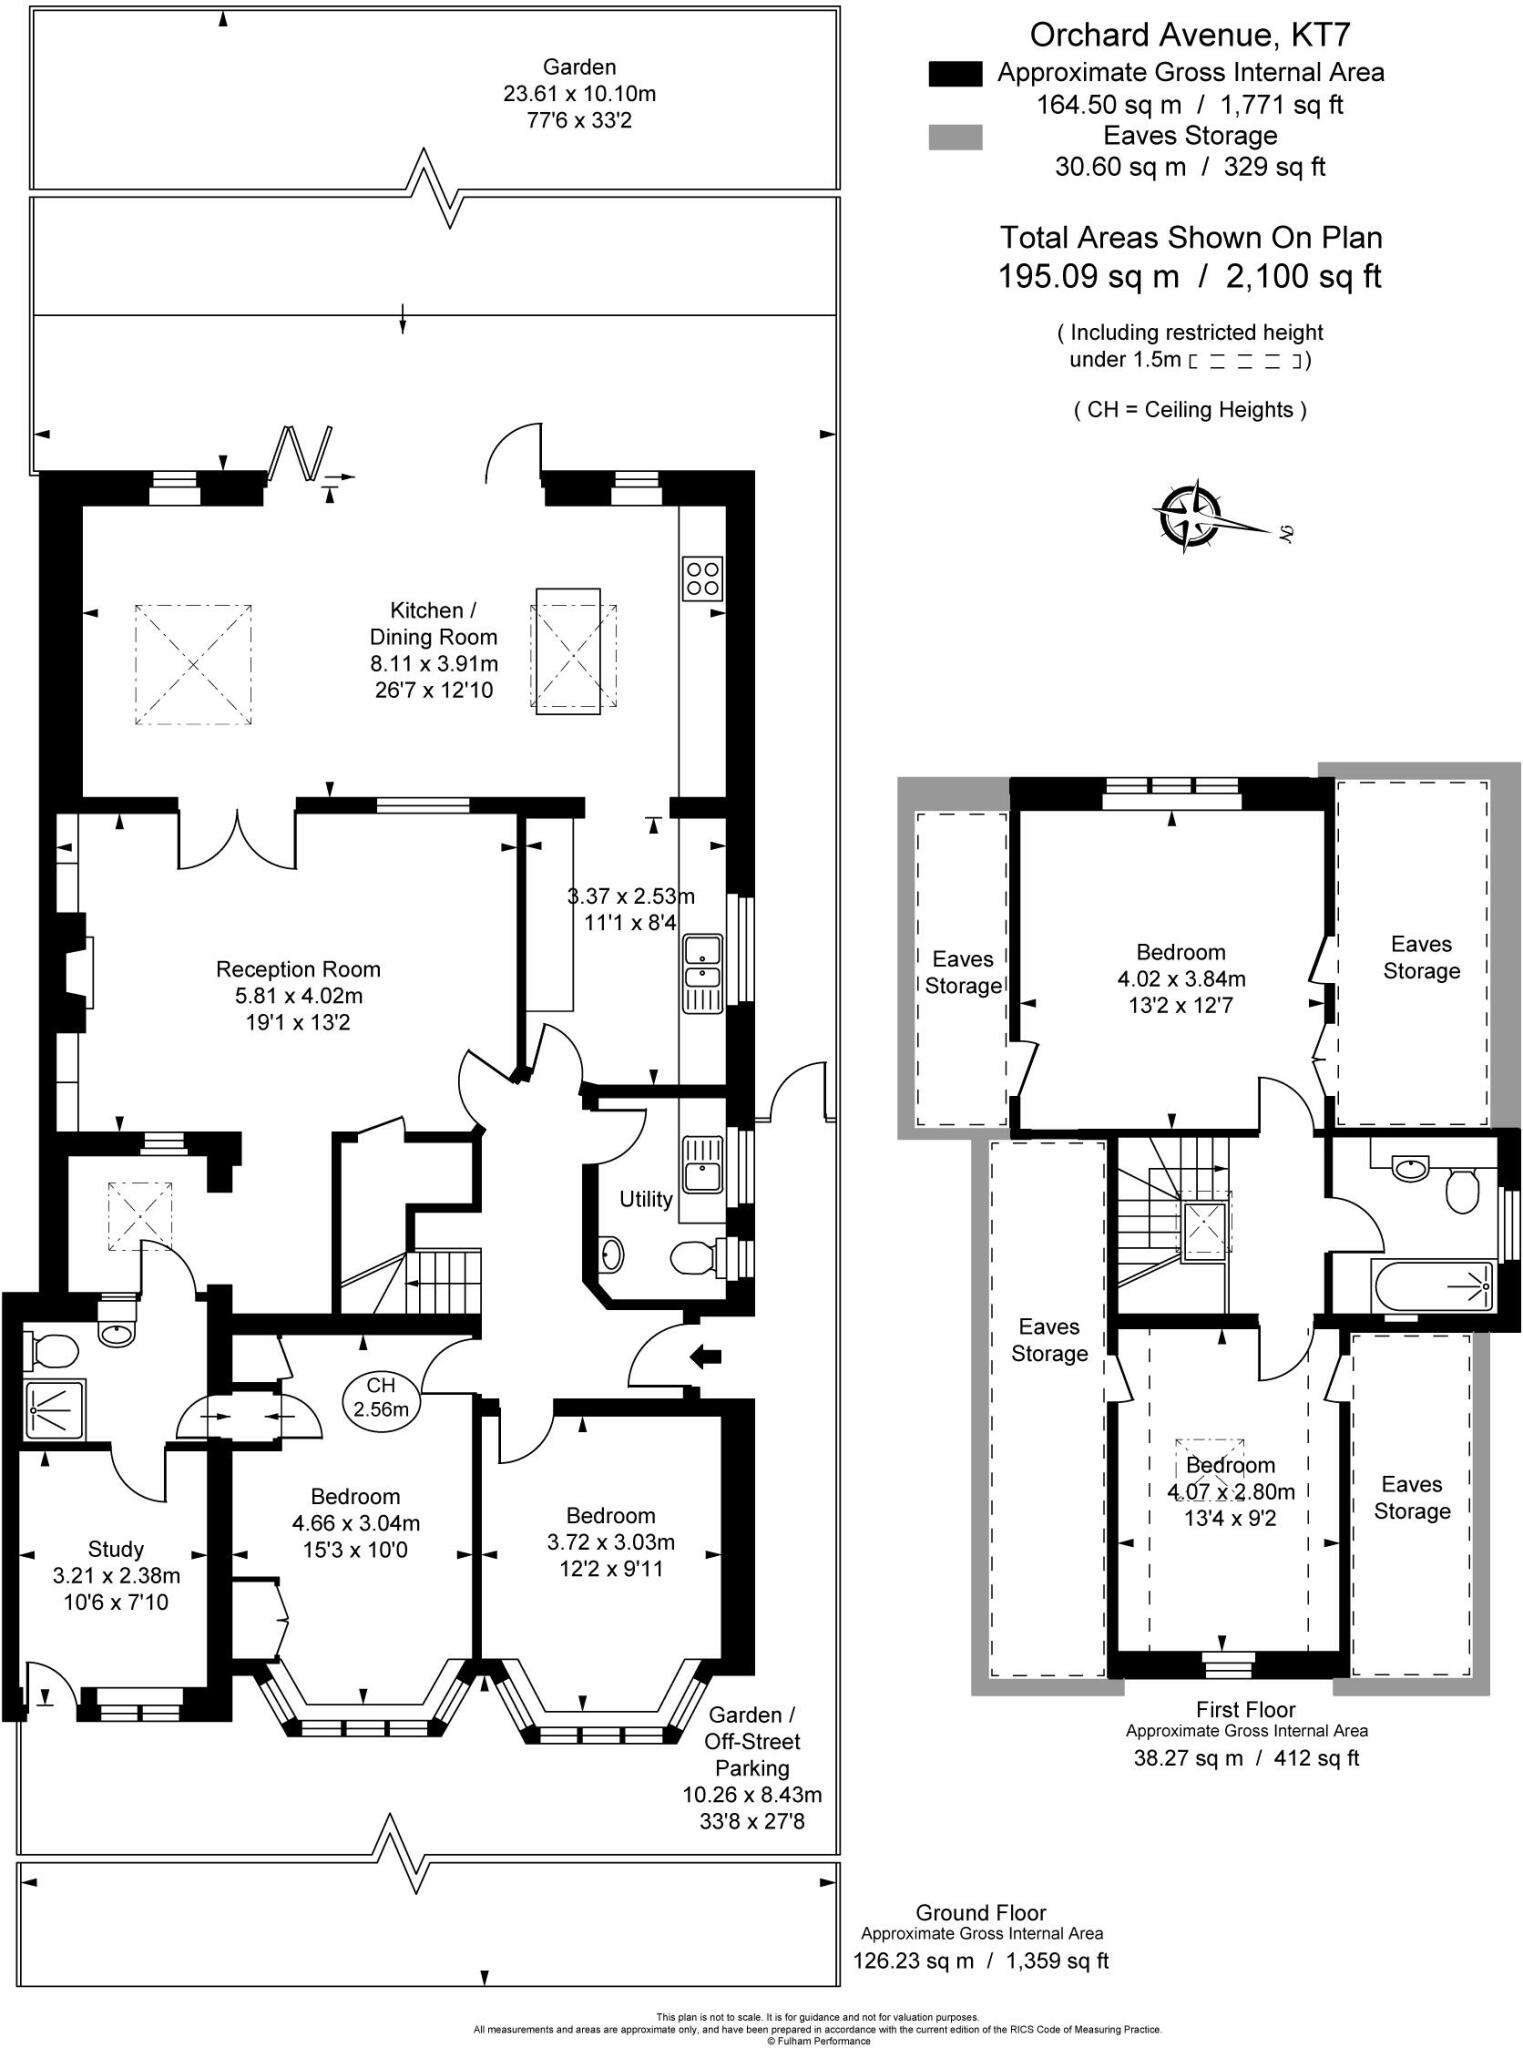 Orchard Avenue, KT7
Approximate Gross Internal Area
164.50 sq m / 1,771 sq ft
Eaves Storage
30.60 sq m / 329 sq ft
Total Areas Shown On Plan
195.09 sq m / 2,100 sq ft
( Including restricted height
under 1.5m )
( CH = Ceiling Heights )
N
Garden
23.61 x 10.10m
77'6 x 33'2
Kitchen /
Dining Room
8.11 x 3.91m
26'7 x 12'10
3.37 x 2.53m
11'1 x 8'4
Reception Room
5.81 x 4.02m
19'1 x 13'2
Utility
CH
2.56m
Bedroom
4.66 x 3.04m
15'3 x 10'0
Bedroom
3.72 x 3.03m
12'2 x 9'11
Study
3.21 x 2.38m
10'6 x 7'10
Garden /
Off-Street
Parking
10.26 x 8.43m
33'8 x 27'8
Ground Floor
Approximate Gross Internal Area
126.23 sq m / 1,359 sq ft
Eaves
Storage
Bedroom
4.02 x 3.84m
13'2 x 12'7
Eaves
Storage
Eaves
Storage
Bedroom
4.07 x 2.80m
13'4 x 9'2
Eaves
Storage
First Floor
Approximate Gross Internal Area
38.27 sq m / 412 sq ft
This plan is not to scale. It is for guidance and not for valuation purposes.
All measurements and areas are approximate only, and have been prepared in accordance with the current edition of the RICS Code of Measuring Practice.
© Fulham Performance